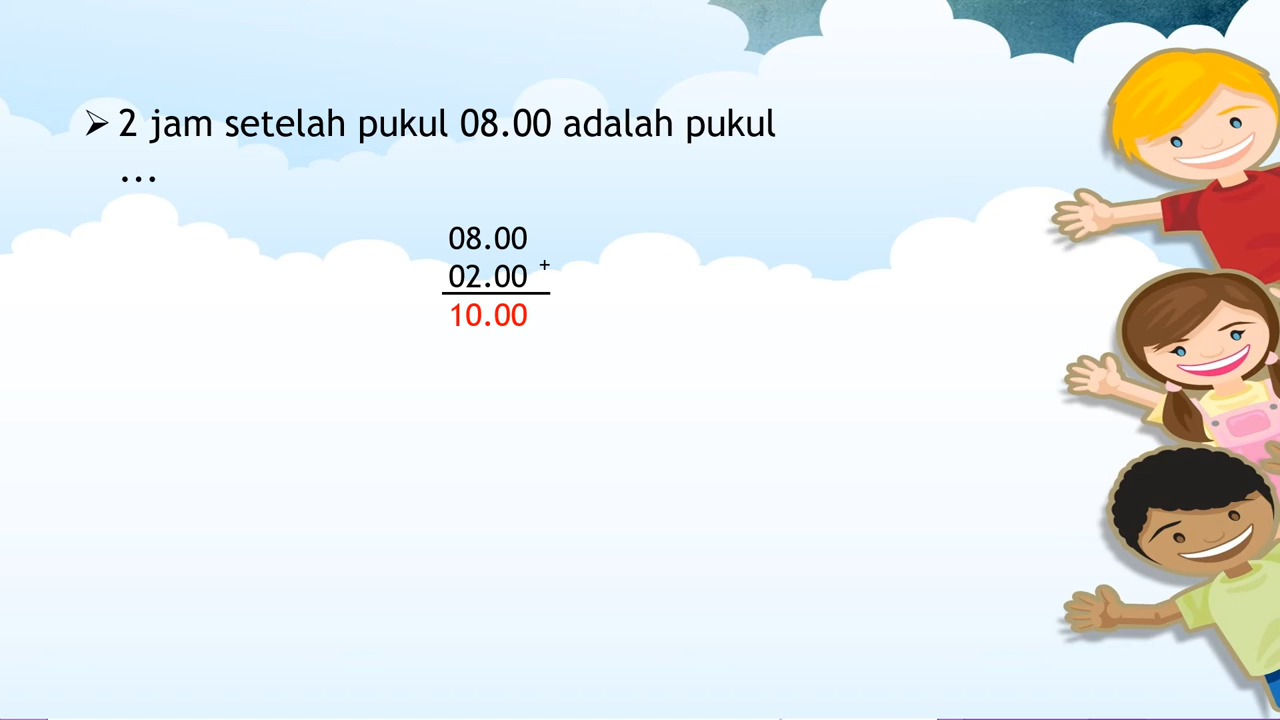 ➢ 2 jam setelah pukul 08.00 adalah pukul
...
08.00
02.00 +
10.00